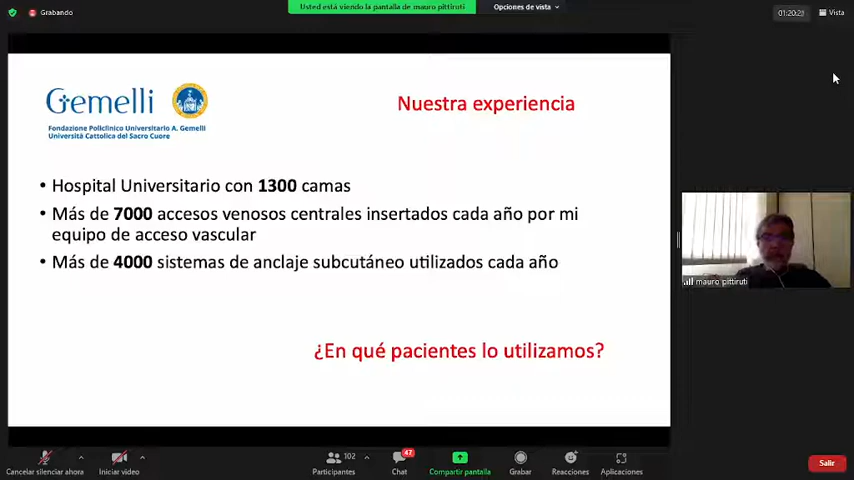 Grabando
Usted está viendo la pantalla de mauro pittiruti
Opciones de vista
01:20:29
Vista
Gemelli
Fondazione Policlinico Universitario A. Gemelli
Università Cattolica del Sacro Cuore
Nuestra experiencia
• Hospital Universitario con 1300 camas
• Más de 7000 accesos venosos centrales insertados cada año por mi
equipo de acceso vascular
• Más de 4000 sistemas de anclaje subcutáneo utilizados cada año
¿En qué pacientes lo utilizamos?
mauro pittiruti
Cancelar silenciar ahora
Iniciar video
102
Participantes
47
Chat
Compartir pantalla
Grabar
Reacciones
Aplicaciones
Salir